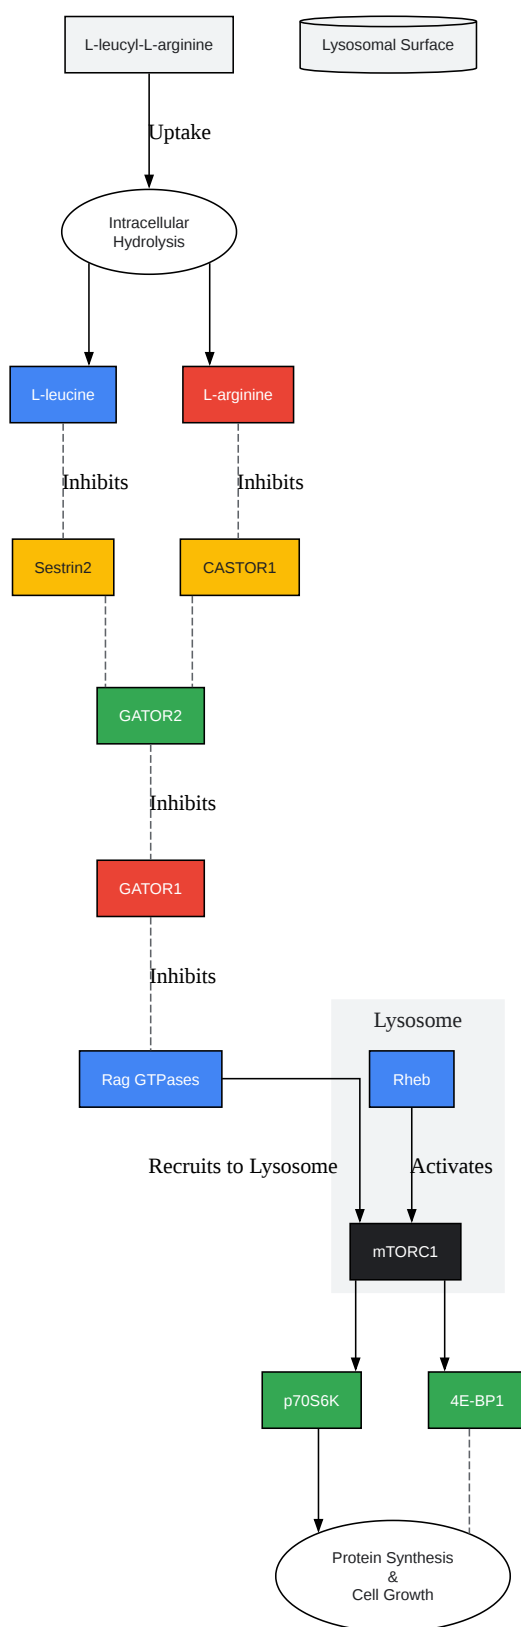 L-leucyl-L-arginine
Lysosomal Surface
Uptake
Intracellular
Hydrolysis
L-leucine
L-arginine
Inhibits
Inhibits
Sestrin2
CASTOR1
GATOR2
Inhibits
GATOR1
Inhibits
Lysosome
Rag GTPases
Rheb
Recruits to Lysosome
Activates
mTORC1
p70S6K
4E-BP1
Protein Synthesis
&
Cell Growth